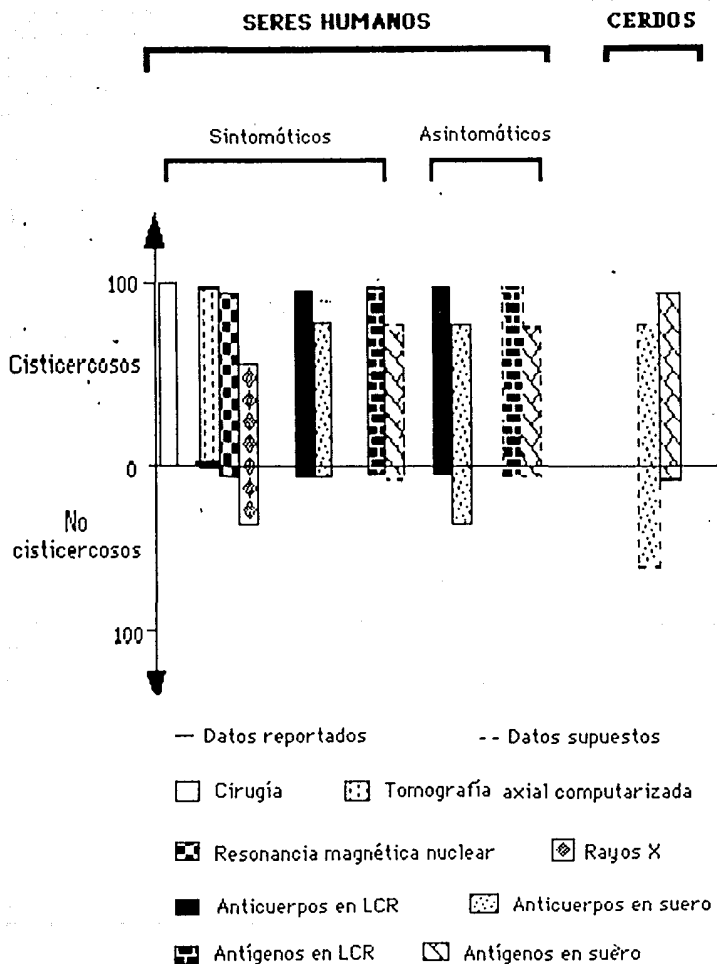 SERES HUMANOS CERDOS
Sintomáticos Asintomáticos
100
Cisticercosos
0
No
cisticercosos
100
— Datos reportados -- Datos supuestos
Cirugía Tomografía axial computarizada
Resonancia magnética nuclear Rayos X
Anticuerpos en LCR Anticuerpos en suero
Antígenos en LCR Antígenos en suero